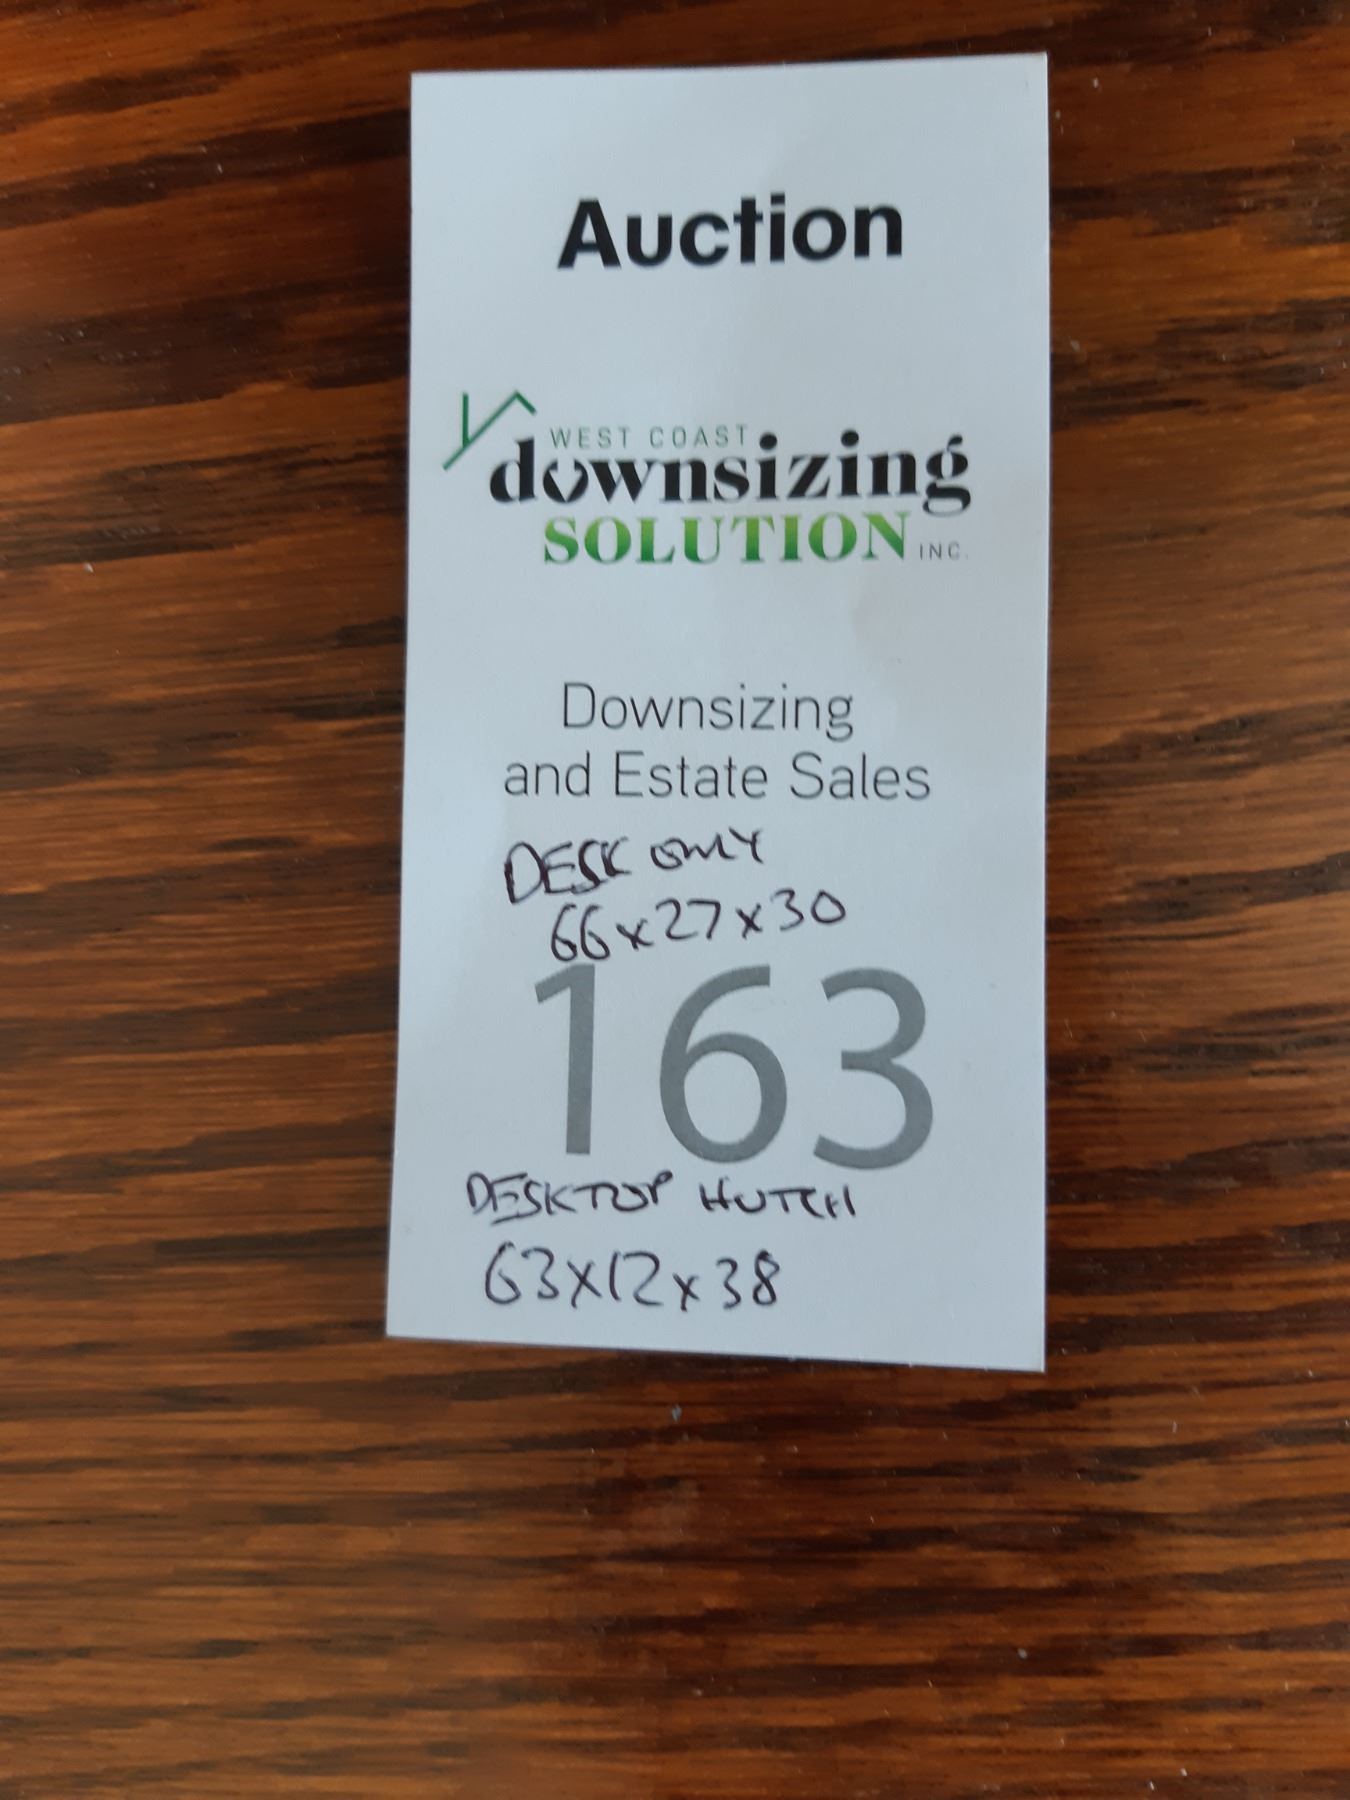 Auction
WEST COAST
downsizing
SOLUTION INC.
Downsizing
and Estate Sales
DESK ONLY
66x27x30
163
DESKTOP HUTCH
63x12x38